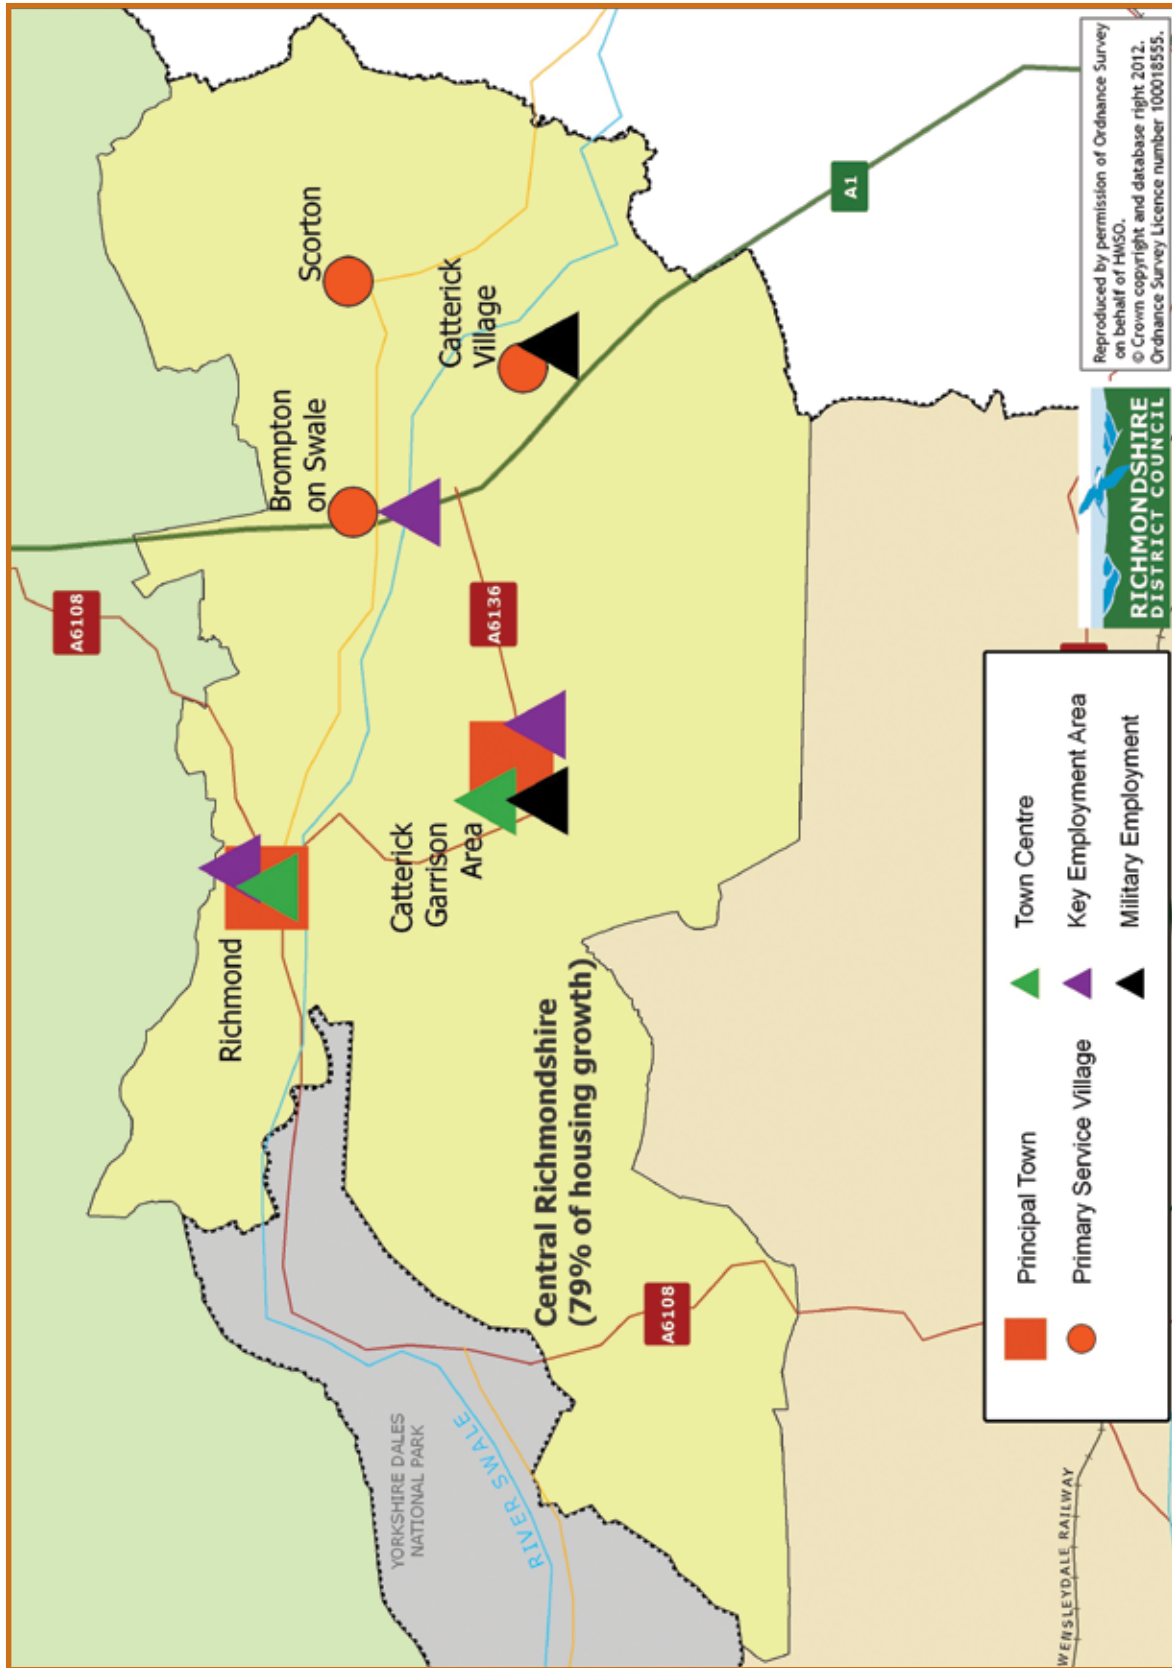 A6108
Scorton
Brompton
on Swale
Catterick
Village
A1
A6136
Richmond
Catterick
Garrison
Area
Central Richmondshire
(79% of housing growth)
A6108
YORKSHIRE DALES
NATIONAL PARK
RIVER SWALE
WENSLEYDALE RAILWAY
Principal Town
Primary Service Village
Town Centre
Key Employment Area
Military Employment
RICHMONDSHIRE
DISTRICT COUNCIL
Reproduced by permission of Ordnance Survey
on behalf of HMSO.
© Crown copyright and database right 2012.
Ordnance Survey Licence number 100018555.